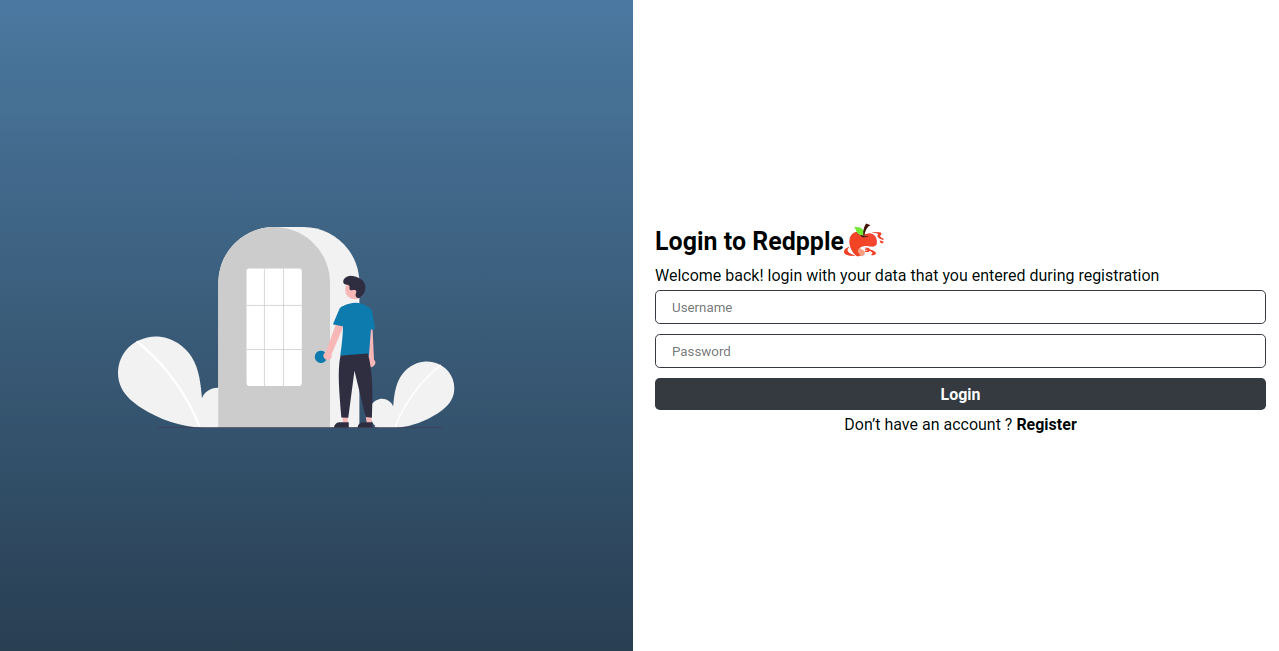 Login to Redpple
Welcome back! login with your data that you entered during registration
Username
Password
Login
Don’t have an account ? Register